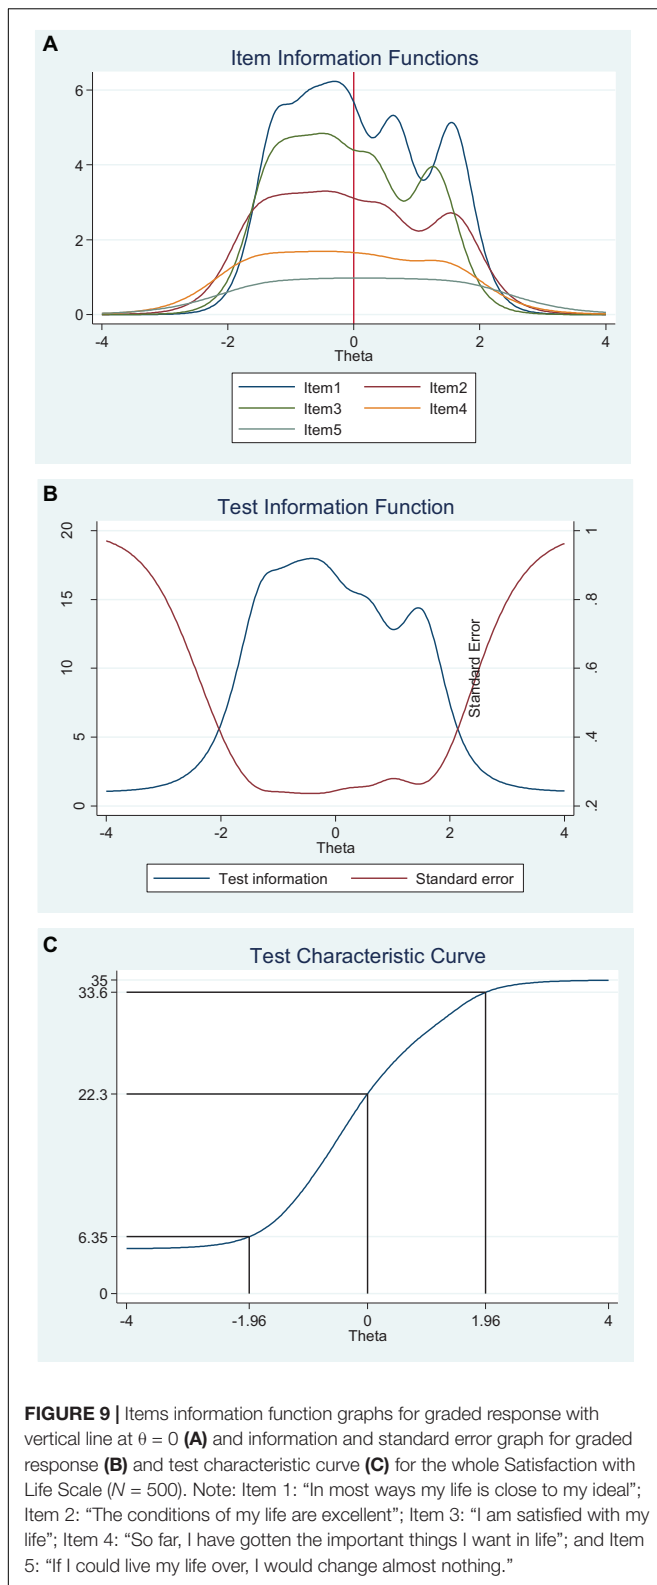 A
Item Information Functions
6
4
2
0
-4 -2 0 2 4
Theta
Item1 Item2
Item3 Item4
Item5
B
Test Information Function
20 1
15 .8
10 .6
5 .4
0 .2
Standard Error
-4 -2 0 2 4
Theta
Test information Standard error
C
Test Characteristic Curve
35
33.6
22.3
6.35
0
-4 -1.96 0 1.96 4
Theta
FIGURE 9 | Items information function graphs for graded response with
vertical line at θ = 0 (A) and information and standard error graph for graded
response (B) and test characteristic curve (C) for the whole Satisfaction with
Life Scale (N = 500). Note: Item 1: “In most ways my life is close to my ideal”;
Item 2: “The conditions of my life are excellent”; Item 3: “I am satisfied with my
life”; Item 4: “So far, I have gotten the important things I want in life”; and Item
5: “If I could live my life over, I would change almost nothing.”